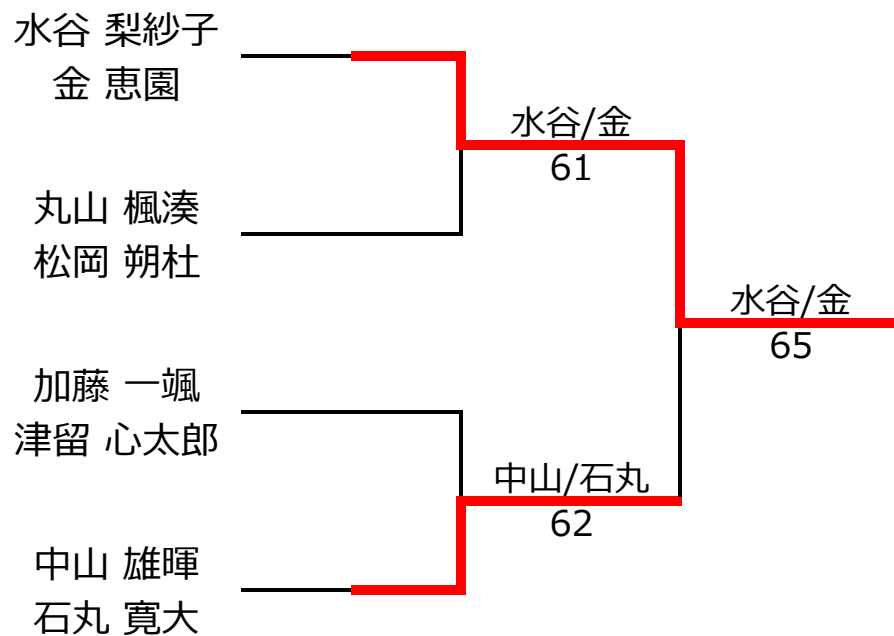 水谷 梨紗子
金 恵園
水谷/金
61
丸山 楓湊
松岡 朔杜
水谷/金
65
加藤 一颯
津留 心太郎
中山/石丸
62
中山 雄暉
石丸 寛大